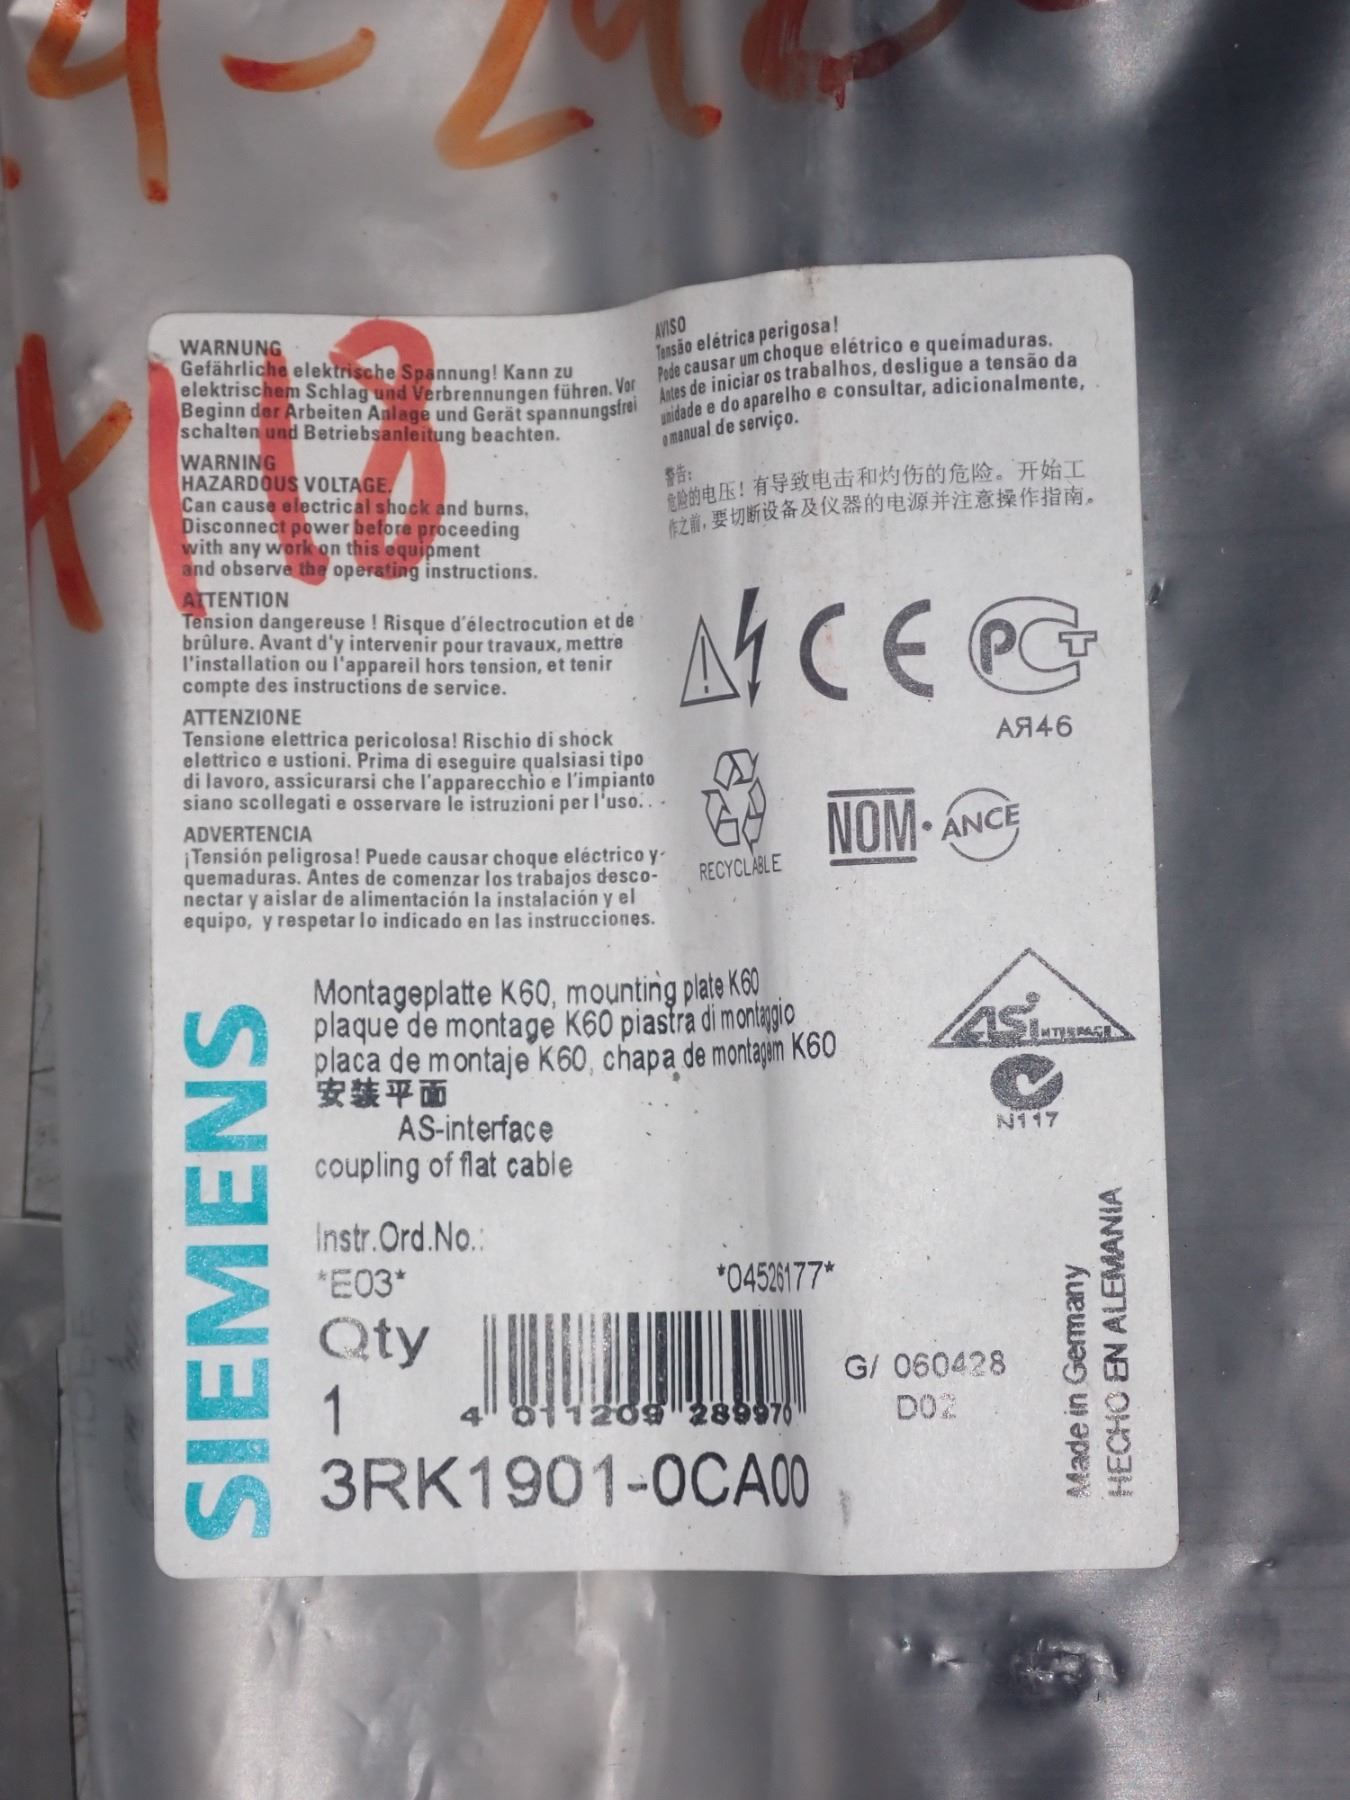 WARNUNG
Gefährliche elektrische Spannung! Kann zu
elektrischem Schlag und Verbrennungen führen. Vor
Beginn der Arbeiten Anlage und Gerät spannungsfrei
schalten und Betriebsanleitung beachten.
WARNING
HAZARDOUS VOLTAGE.
Can cause electrical shock and burns.
Disconnect power before proceeding
with any work on this equipment
and observe the operating instructions.
ATTENTION
Tension dangereuse ! Risque d'électrocution et de
brûlure. Avant d'y intervenir pour travaux, mettre
l'installation ou l'appareil hors tension, et tenir
compte des instructions de service.
ATTENZIONE
Tensione elettrica pericolosa! Rischio di shock
elettrico e ustioni. Prima di eseguire qualsiasi tipo
di lavoro, assicurarsi che l'apparecchio e l'impianto
siano scollegati e osservare le istruzioni per l'uso.
ADVERTENCIA
¡Tensión peligrosa! Puede causar choque eléctrico y
quemaduras. Antes de comenzar los trabajos desco-
nectar y aislar de alimentación la instalación y el
equipo, y respetar lo indicado en las instrucciones.
AVISO
Tensão elétrica perigosa!
Pode causar um choque elétrico e queimaduras.
Antes de iniciar os trabalhos, desligue a tensão da
unidade e do aparelho e consultar, adicionalmente,
o manual de serviço.
警告:
危险的电压! 有导致电击和灼伤的危险。开始工
作之前, 要切断设备及仪器的电源并注意操作指南。
CE
PCT
АЯ46
RECYCLABLE
NOM·ANCE
SIEMENS
Montageplatte K60, mounting plate K60
plaque de montage K60 piastra di montaggio
placa de montaje K60, chapa de montagem K60
安装平面
AS-interface
coupling of flat cable
ASi INTERFACE
N117
Instr.Ord.No.:
*E03* *04526177*
Qty
1
4 011209 289970
G/ 060428
D02
3RK1901-0CA00
Made in Germany
HECHO EN ALEMANIA